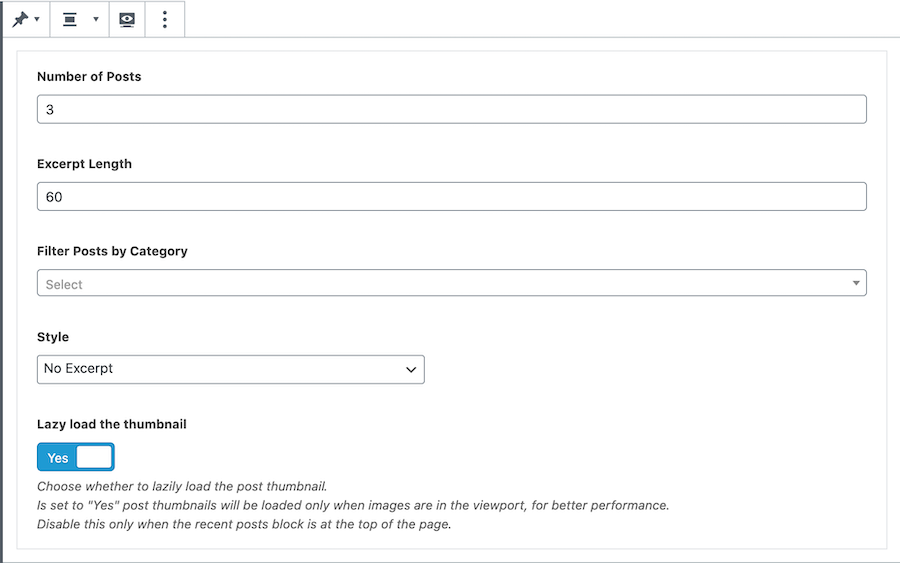 Number of Posts
3
Excerpt Length
60
Filter Posts by Category
Select
Style
No Excerpt
Lazy load the thumbnail
Yes
Choose whether to lazily load the post thumbnail.
Is set to "Yes" post thumbnails will be loaded only when images are in the viewport, for better performance.
Disable this only when the recent posts block is at the top of the page.